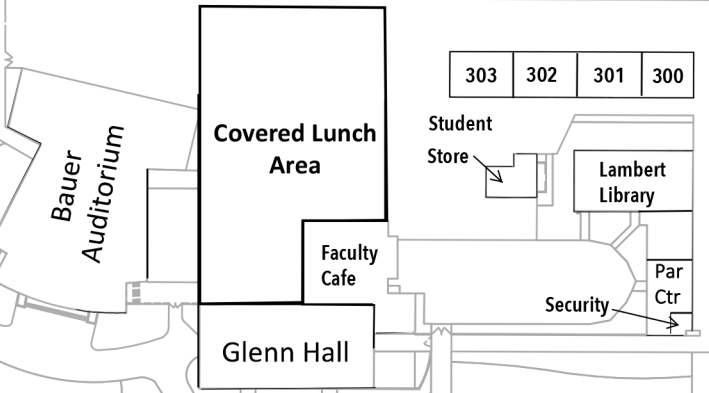 303 302 301 300
Student
Store
Covered Lunch
Area
Bauer
Auditorium
Lambert
Library
Faculty
Cafe
Par
Ctr
Security
Glenn Hall